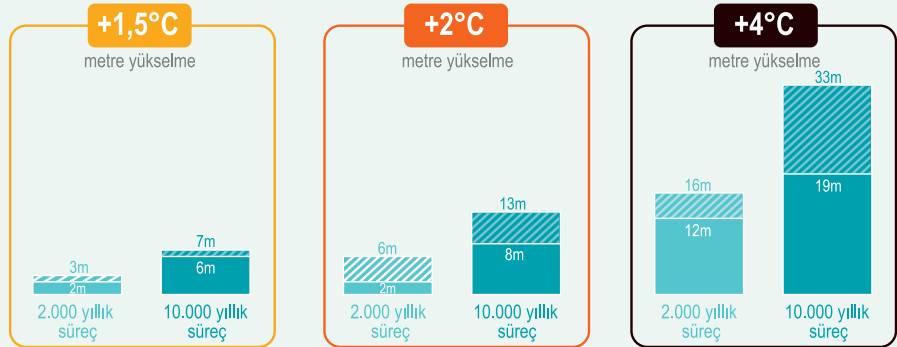 +1,5°C
metre yükselme
3m
2m
7m
6m
2.000 yıllık
süreç
10.000 yıllık
süreç
+2°C
metre yükselme
6m
2m
13m
8m
2.000 yıllık
süreç
10.000 yıllık
süreç
+4°C
metre yükselme
16m
12m
33m
19m
2.000 yıllık
süreç
10.000 yıllık
süreç